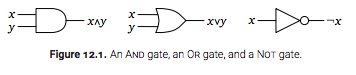 x
y
x∧y
x
y
x∨y
x
¬x
Figure 12.1. An AND gate, an OR gate, and a NOT gate.